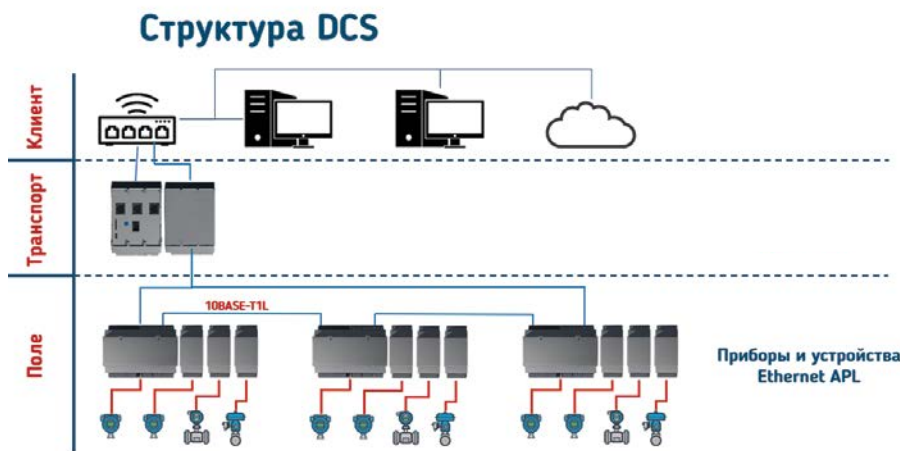 Структура DCS
Клиент
Транспорт
Поле
10BASE-T1L
Приборы и устройства
Ethernet APL